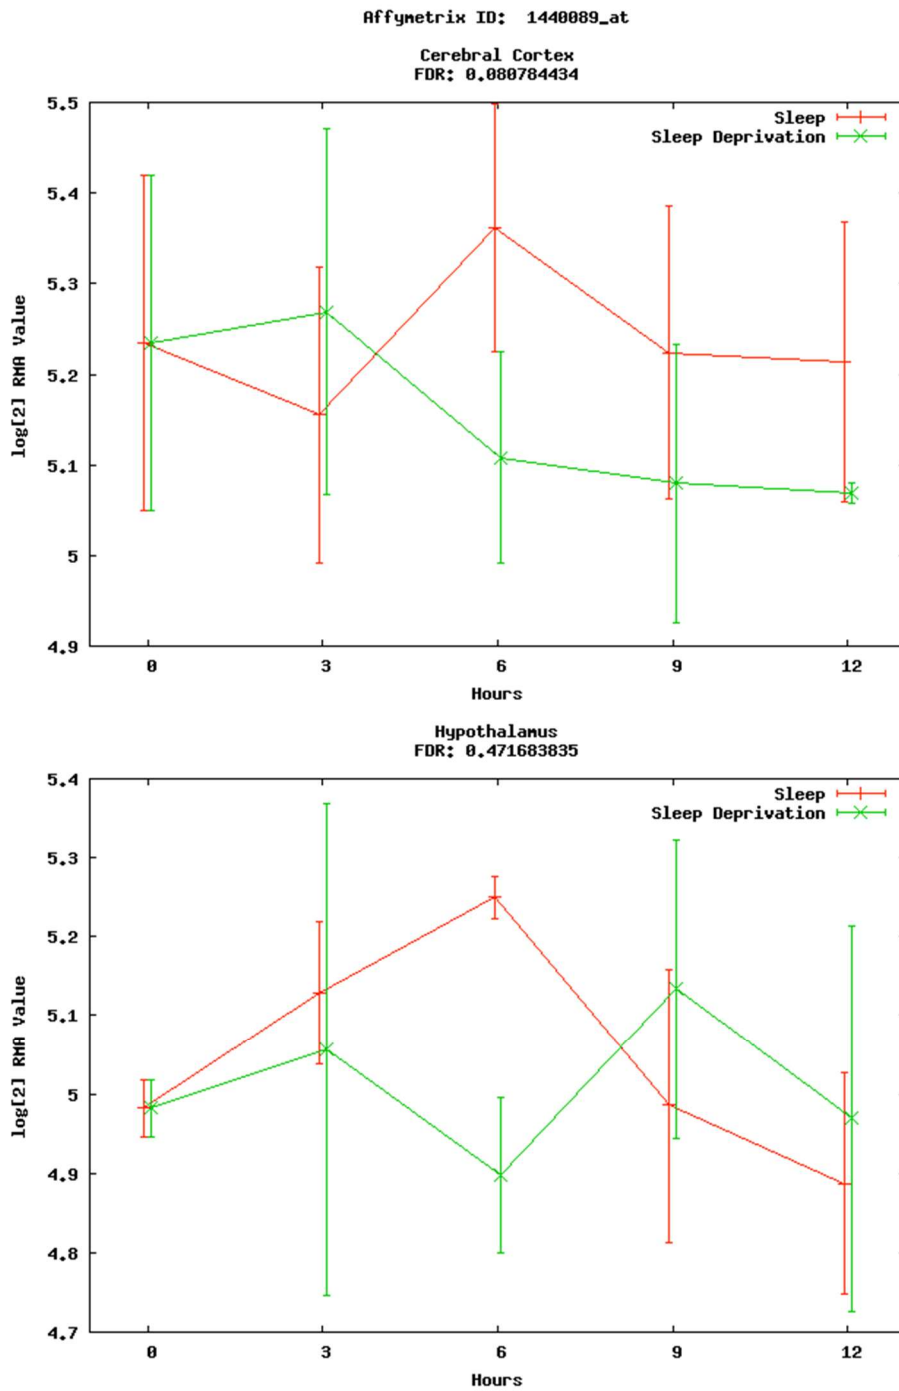 Affymetrix ID: 1440089_at
Cerebral Cortex
FDR: 0.080784434
Sleep
Sleep Deprivation
5.5
5.4
5.3
5.2
5.1
5
4.9
log[2] RMA Value
0 3 6 9 12
Hours
Hypothalamus
FDR: 0.471683835
Sleep
Sleep Deprivation
5.4
5.3
5.2
5.1
5
4.9
4.8
4.7
log[2] RMA Value
0 3 6 9 12
Hours